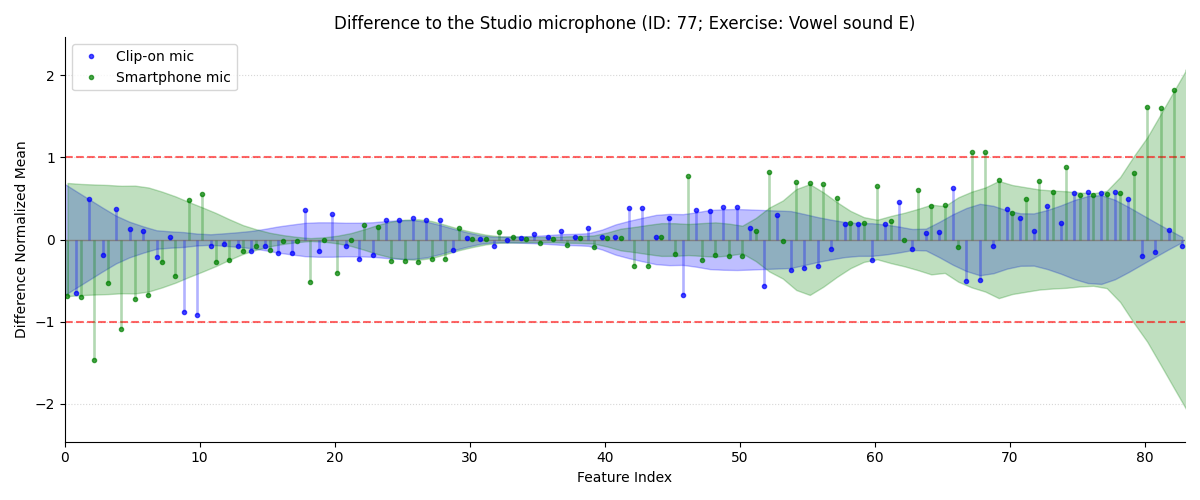 Difference to the Studio microphone (ID: 77; Exercise: Vowel sound E)
Clip-on mic
Smartphone mic
Difference Normalized Mean
2
1
0
−1
−2
0 10 20 30 40 50 60 70 80
Feature Index